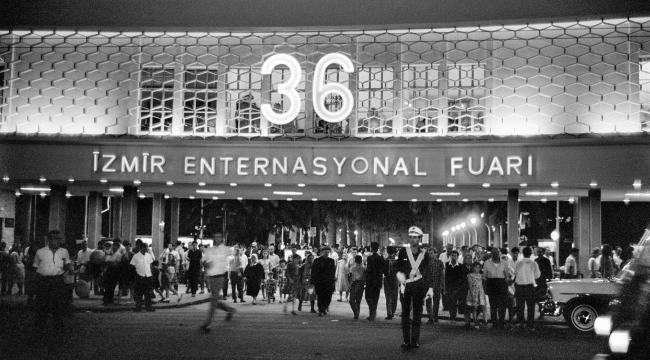 36
İZMİR ENTERNASYONAL FUARI